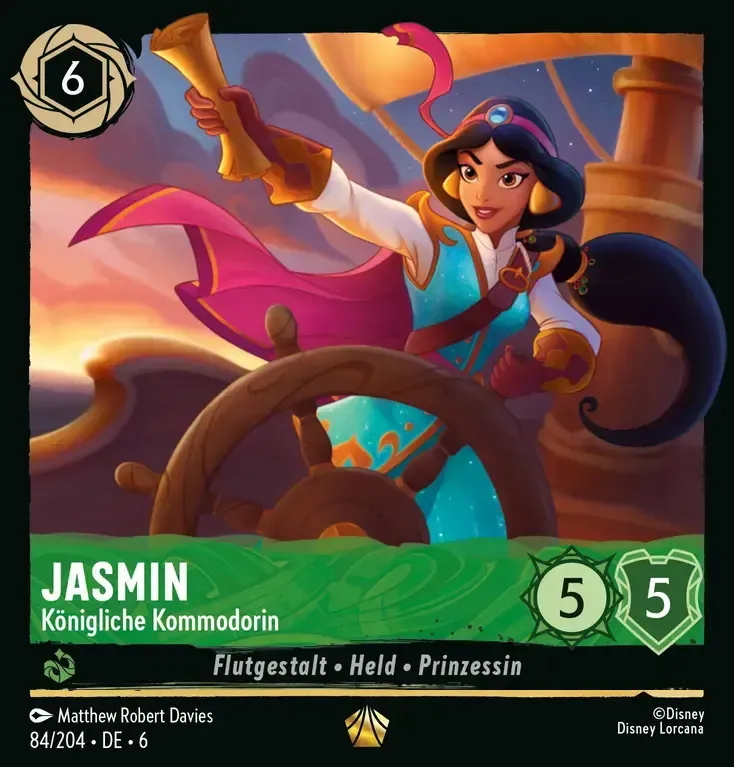 6
JASMIN
Königliche Kommodorin
5
5
Flutgestalt • Held • Prinzessin
Matthew Robert Davies
84/204 • DE • 6
©Disney
Disney Lorcana